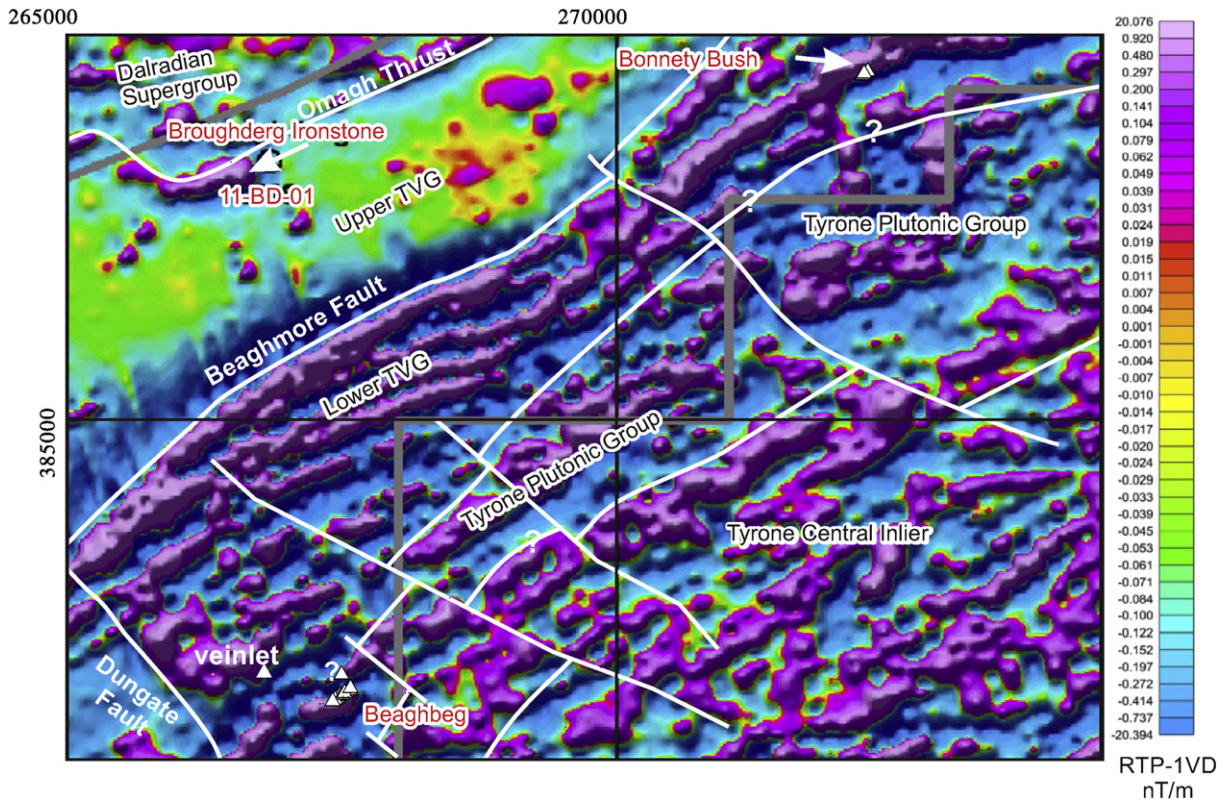 265000
270000
Bonnety Bush
Dalradian
Supergroup
Omagh Thrust
Broughderg Ironstone
?
11-BD-01
Upper TVG
?
Tyrone Plutonic Group
Beaghmore Fault
Lower TVG
385000
Tyrone Plutonic Group
?
Tyrone Central Inlier
veinlet
?
Dungate
Fault
Beaghbeg
20.076
0.920
0.480
0.297
0.200
0.141
0.104
0.079
0.062
0.045
0.034
0.031
0.024
0.019
0.015
0.011
0.007
0.004
0.001
-0.004
-0.007
-0.010
-0.014
-0.017
-0.020
-0.024
-0.029
-0.033
-0.039
-0.045
-0.053
-0.061
-0.071
-0.084
-0.100
-0.122
-0.152
-0.197
-0.272
-0.414
-0.737
-20.394
RTP-1VD
nT/m